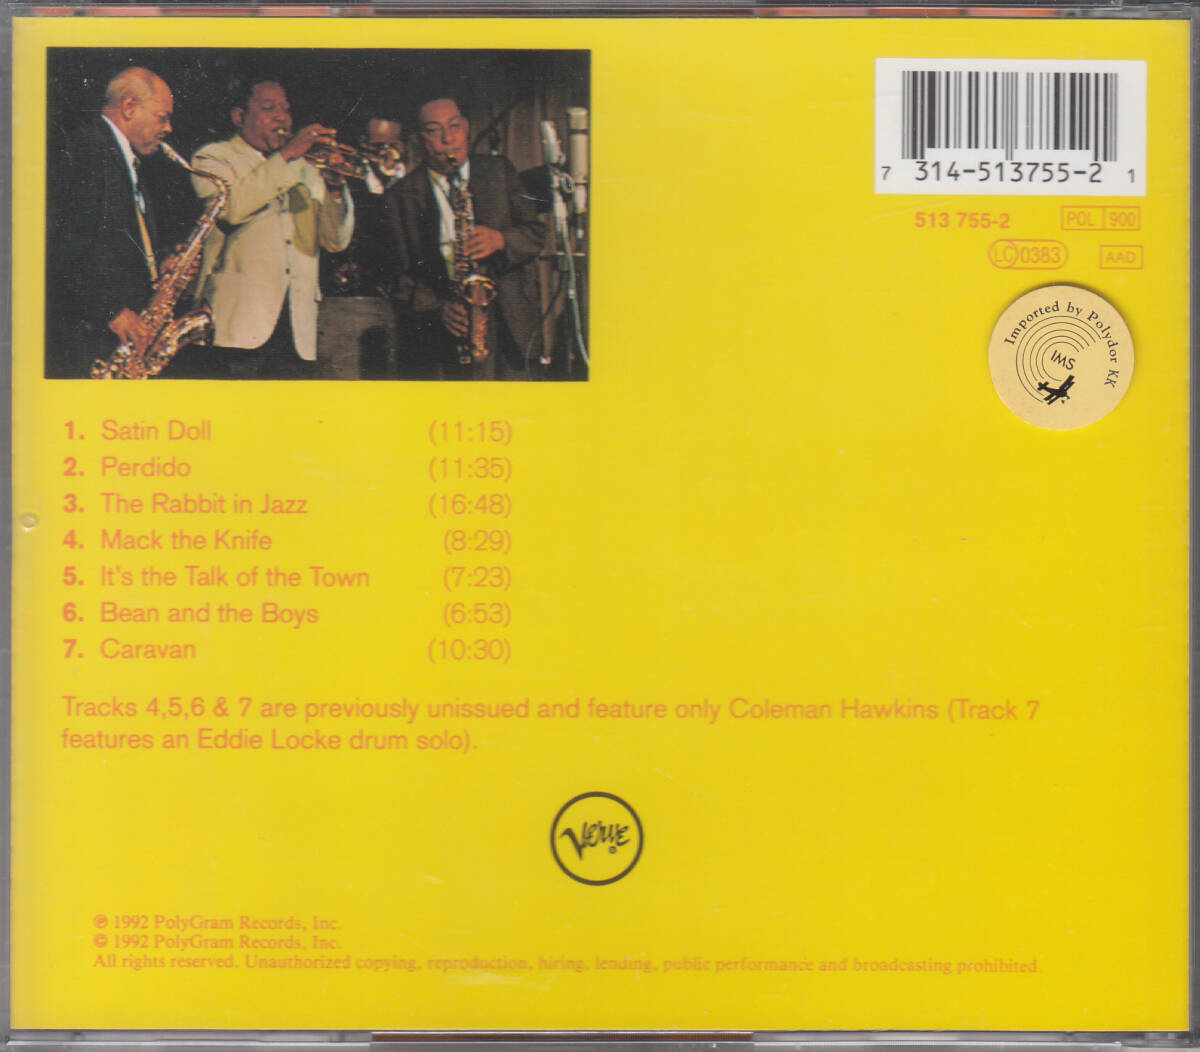 7 314-513755-2 1
513 755-2
POL 900
LC 0383
AAD
Imported by Polydor KK
IMS
1. Satin Doll (11:15)
2. Perdido (11:35)
3. The Rabbit in Jazz (16:48)
4. Mack the Knife (8:29)
5. It's the Talk of the Town (7:23)
6. Bean and the Boys (6:53)
7. Caravan (10:30)
Tracks 4,5,6 & 7 are previously unissued and feature only Coleman Hawkins (Track 7
features an Eddie Locke drum solo).
Verve®
℗ 1992 PolyGram Records, Inc.
© 1992 PolyGram Records, Inc.
All rights reserved. Unauthorized copying, reproduction, hiring, lending, public performance and broadcasting prohibited.